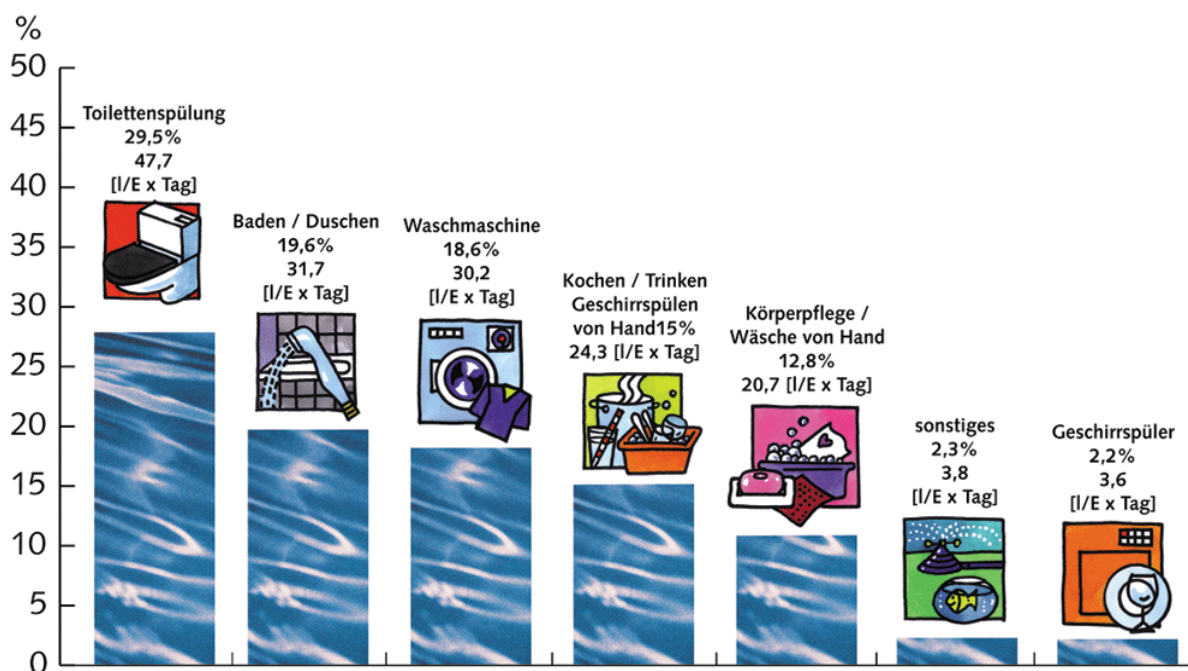 %
50
45
40
35
30
25
20
15
10
5
0
Toilettenspülung
29,5%
47,7
[l/E x Tag]
Baden / Duschen
19,6%
31,7
[l/E x Tag]
Waschmaschine
18,6%
30,2
[l/E x Tag]
Kochen / Trinken
Geschirrspülen
von Hand15%
24,3 [l/E x Tag]
Körperpflege /
Wäsche von Hand
12,8%
20,7 [l/E x Tag]
sonstiges
2,3%
3,8
[l/E x Tag]
Geschirrspüler
2,2%
3,6
[l/E x Tag]